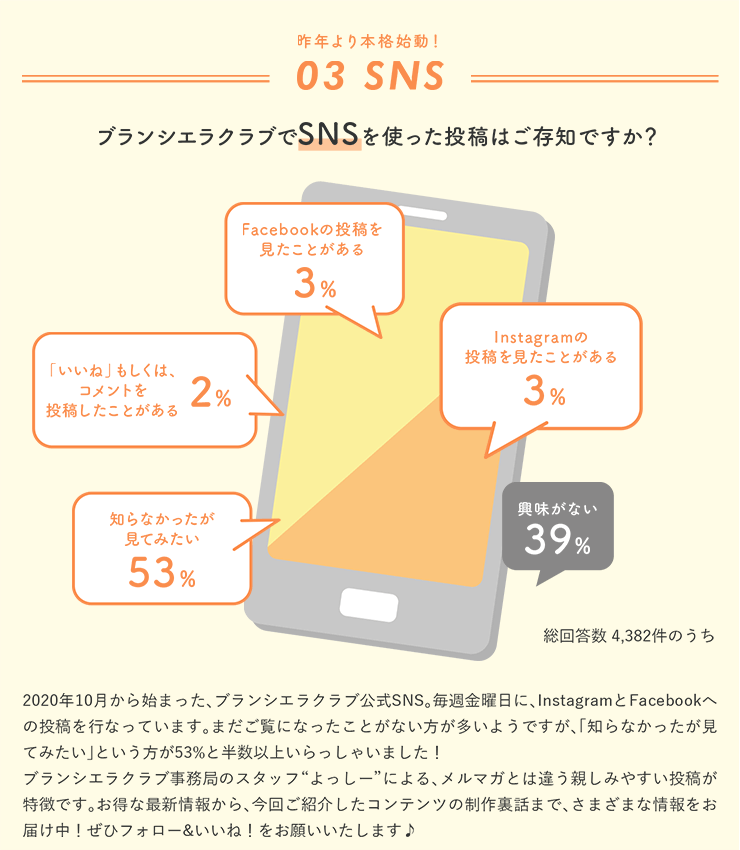 昨年より本格始動！
03 SNS
ブランシエラクラブでSNSを使った投稿はご存知ですか？
Facebookの投稿を
見たことがある
3%
Instagramの
投稿を見たことがある
3%
「いいね」もしくは、
コメントを
投稿したことがある
2%
知らなかったが
見てみたい
53%
興味がない
39%
総回答数 4,382件のうち
2020年10月から始まった、ブランシエラクラブ公式SNS。毎週金曜日に、InstagramとFacebookへ
の投稿を行なっています。まだご覧になったことがない方が多いようですが、「知らなかったが見
てみたい」という方が53%と半数以上いらっしゃいました！
ブランシエラクラブ事務局のスタッフ“よっしー”による、メルマガとは違う親しみやすい投稿が
特徴です。お得な最新情報から、今回ご紹介したコンテンツの制作裏話まで、さまざまな情報をお
届け中！ぜひフォロー&いいね！をお願いいたします♪